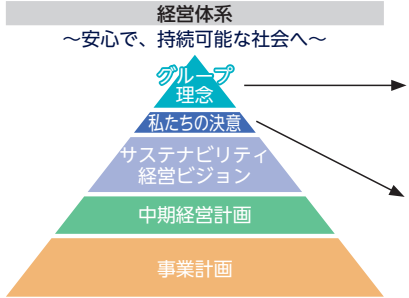 経営体系
～安心で、持続可能な社会へ～
グループ
理念
私たちの決意
サステナビリティ
経営ビジョン
中期経営計画
事業計画